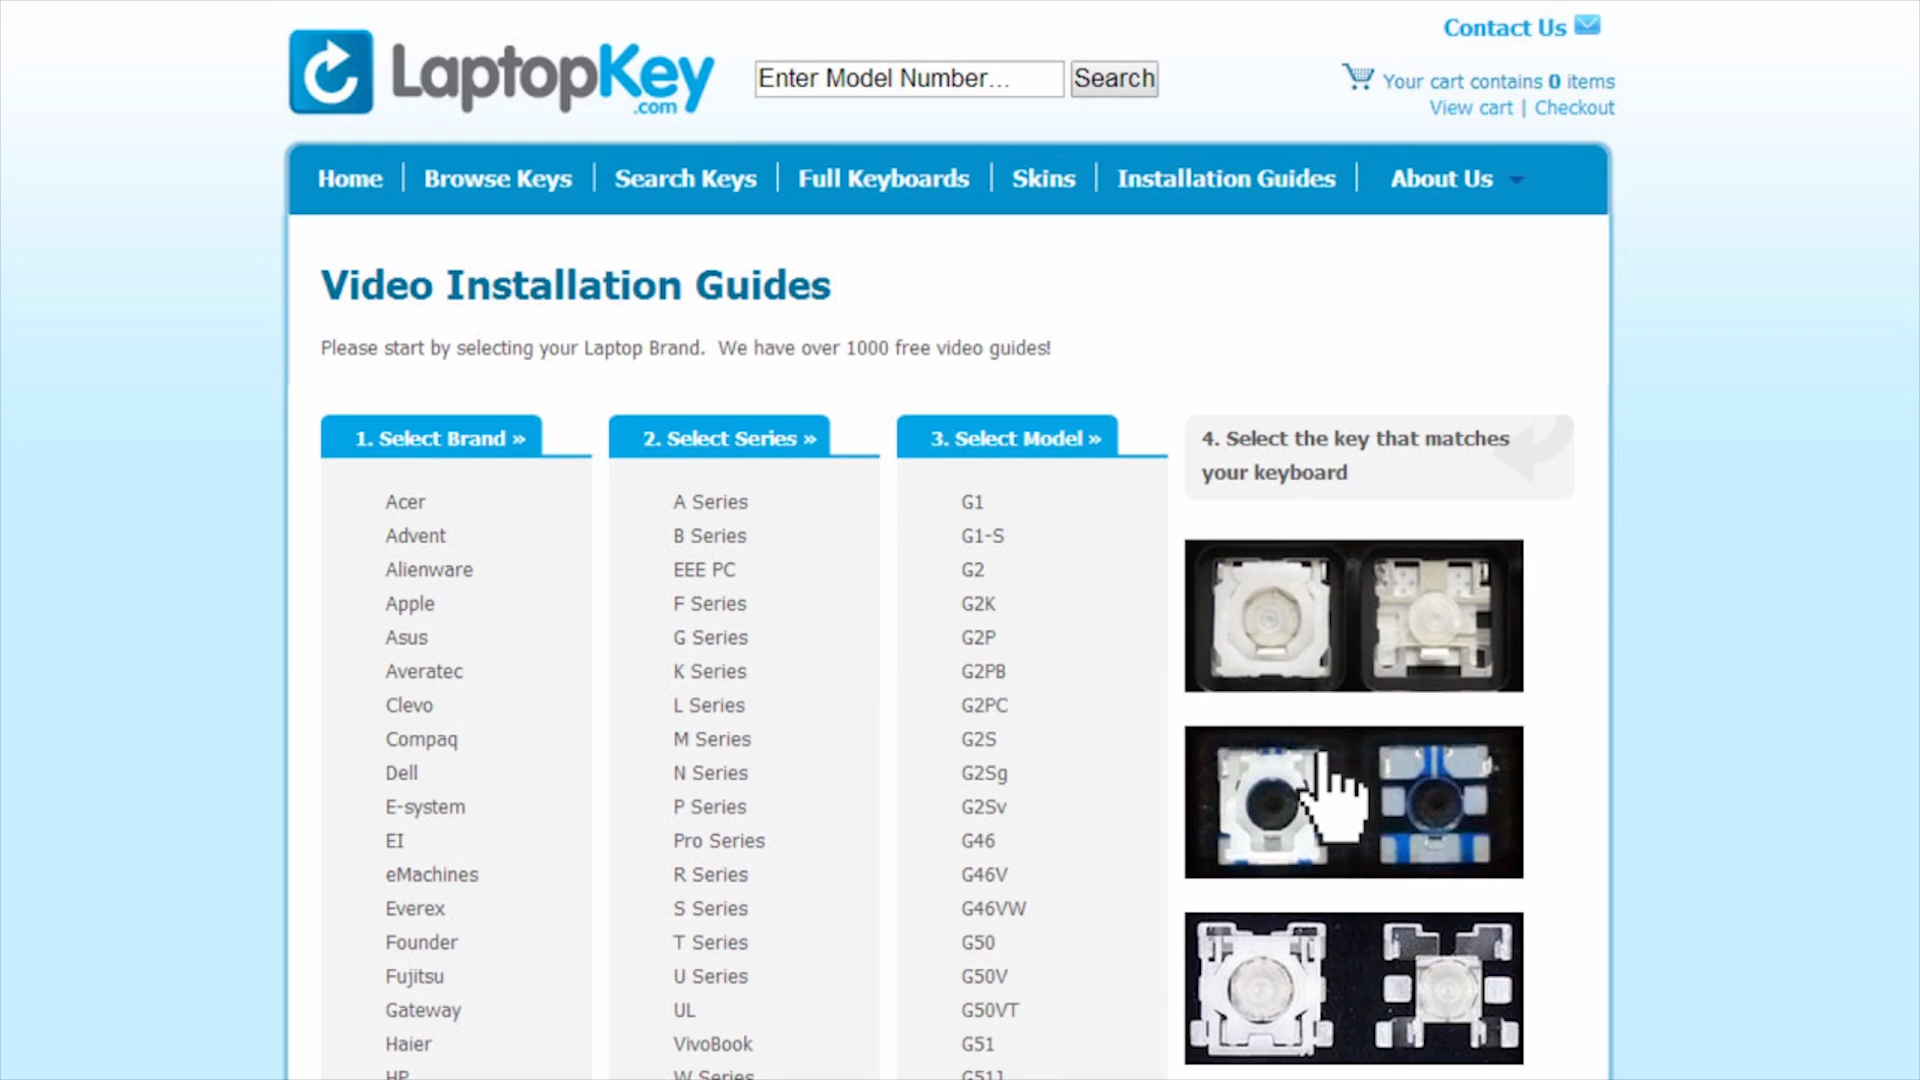 Contact Us
LaptopKey
.com
Enter Model Number...
Search
Your cart contains 0 items
View cart | Checkout
Home
Browse Keys
Search Keys
Full Keyboards
Skins
Installation Guides
About Us
Video Installation Guides
Please start by selecting your Laptop Brand. We have over 1000 free video guides!
1. Select Brand »
Acer
Advent
Alienware
Apple
Asus
Averatec
Clevo
Compaq
Dell
E-system
EI
eMachines
Everex
Founder
Fujitsu
Gateway
Haier
HP
2. Select Series »
A Series
B Series
EEE PC
F Series
G Series
K Series
L Series
M Series
N Series
P Series
Pro Series
R Series
S Series
T Series
U Series
UL
VivoBook
W Series
3. Select Model »
G1
G1-S
G2
G2K
G2P
G2PB
G2PC
G2S
G2Sg
G2Sv
G46
G46V
G46VW
G50
G50V
G50VT
G51
G51J
4. Select the key that matches
your keyboard